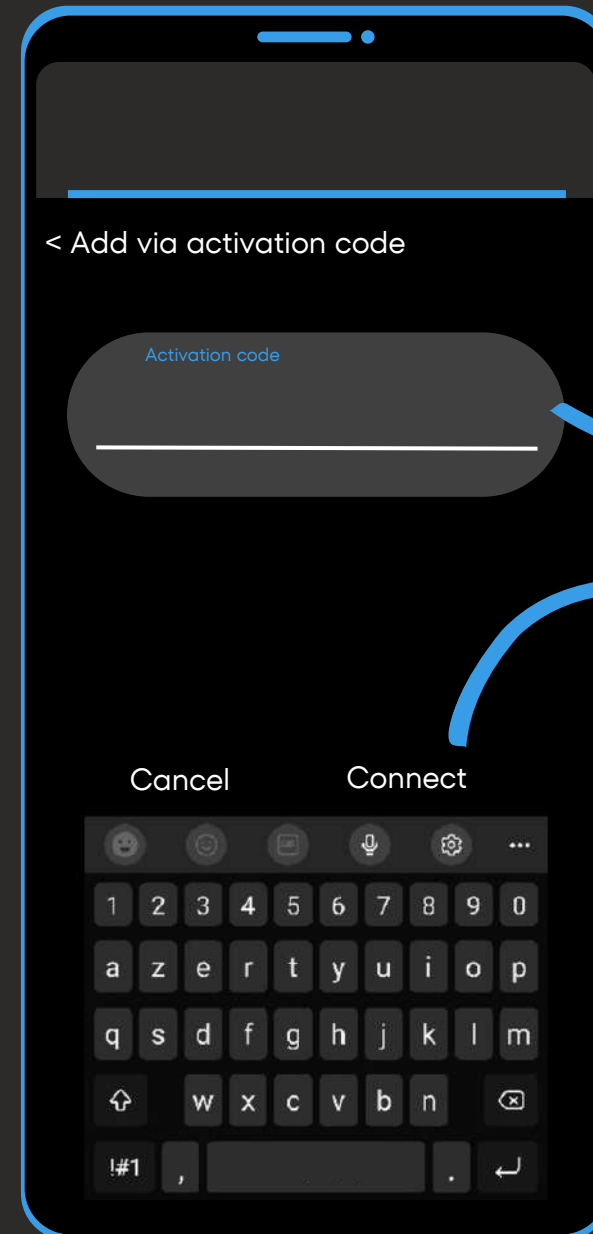 < Add via activation code
Activation code
Cancel Connect
1 2 3 4 5 6 7 8 9 0
a z e r t y u i o p
q s d f g h j k l m
w x c v b n
!#1 , .